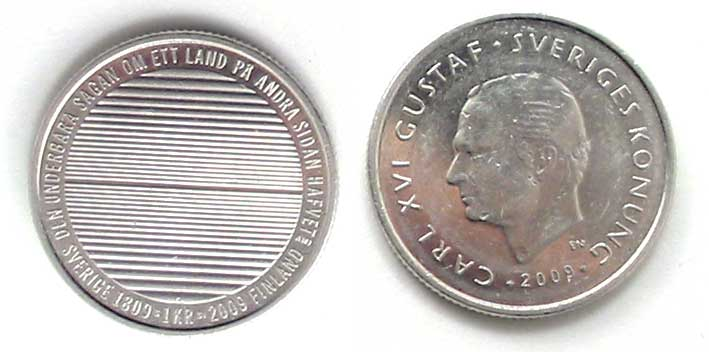 DEN UNDERBARA SAGAN OM ETT LAND PÅ ANDRA SIDAN HAFVET
SVERIGE 1809 1 KR 2009 FINLAND
CARL XVI GUSTAF · SVERIGES KONUNG
2009
EN